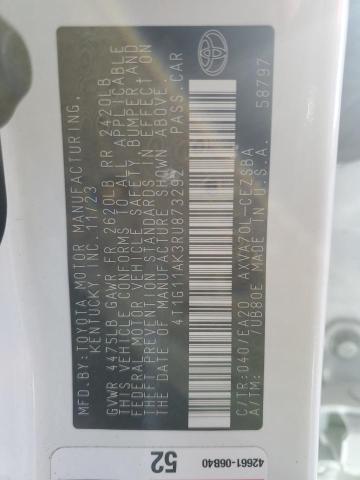 MFD. BY: TOYOTA MOTOR MANUFACTURING,
KENTUCKY, INC. 11/23
GVWR 4475LB GAWR FR 2620LB RR 2420LB
THIS VEHICLE CONFORMS TO ALL APPLICABLE
FEDERAL MOTOR VEHICLE SAFETY, BUMPER, AND
THEFT PREVENTION STANDARDS IN EFFECT ON
THE DATE OF MANUFACTURE SHOWN ABOVE.
4T1G11AK3RU873292 PASS. CAR
C/TR:040/EA20 AXVA70L-CEZSBA
A/TM: /UB80E MADE IN U.S.A.
58797
52
42661-06B40